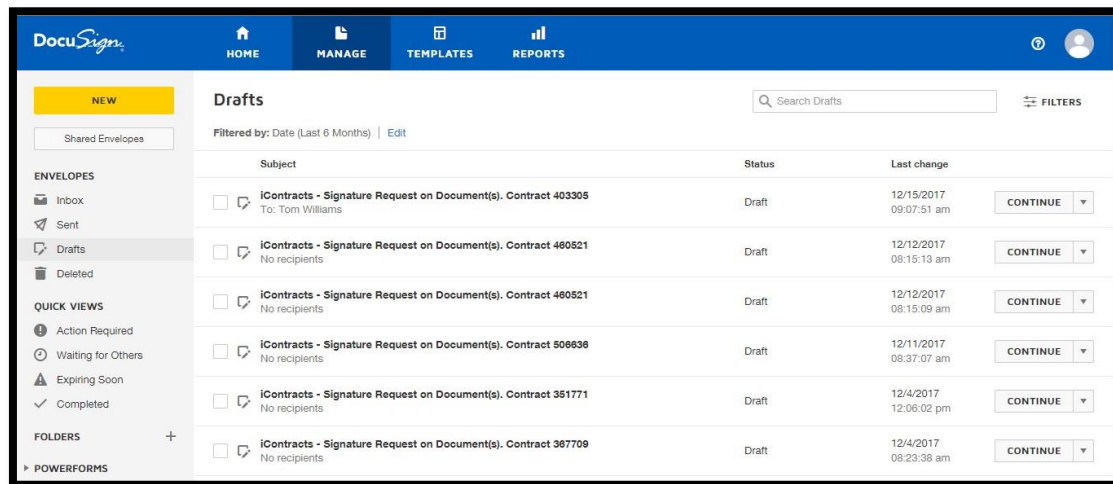 DocuSign
HOME
MANAGE
TEMPLATES
REPORTS
NEW
Shared Envelopes
ENVELOPES
Inbox
Sent
Drafts
Deleted
QUICK VIEWS
Action Required
Waiting for Others
Expiring Soon
Completed
FOLDERS
POWERFORMS
Drafts
Search Drafts
FILTERS
Filtered by: Date (Last 6 Months) | Edit
Subject Status Last change
iContracts - Signature Request on Document(s). Contract 403305
To: Tom Williams
Draft
12/15/2017
09:07:51 am
CONTINUE
iContracts - Signature Request on Document(s). Contract 460521
No recipients
Draft
12/12/2017
08:15:13 am
CONTINUE
iContracts - Signature Request on Document(s). Contract 460521
No recipients
Draft
12/12/2017
08:15:09 am
CONTINUE
iContracts - Signature Request on Document(s). Contract 506636
No recipients
Draft
12/11/2017
08:37:07 am
CONTINUE
iContracts - Signature Request on Document(s). Contract 351771
No recipients
Draft
12/4/2017
12:06:02 pm
CONTINUE
iContracts - Signature Request on Document(s). Contract 367709
No recipients
Draft
12/4/2017
08:23:38 am
CONTINUE